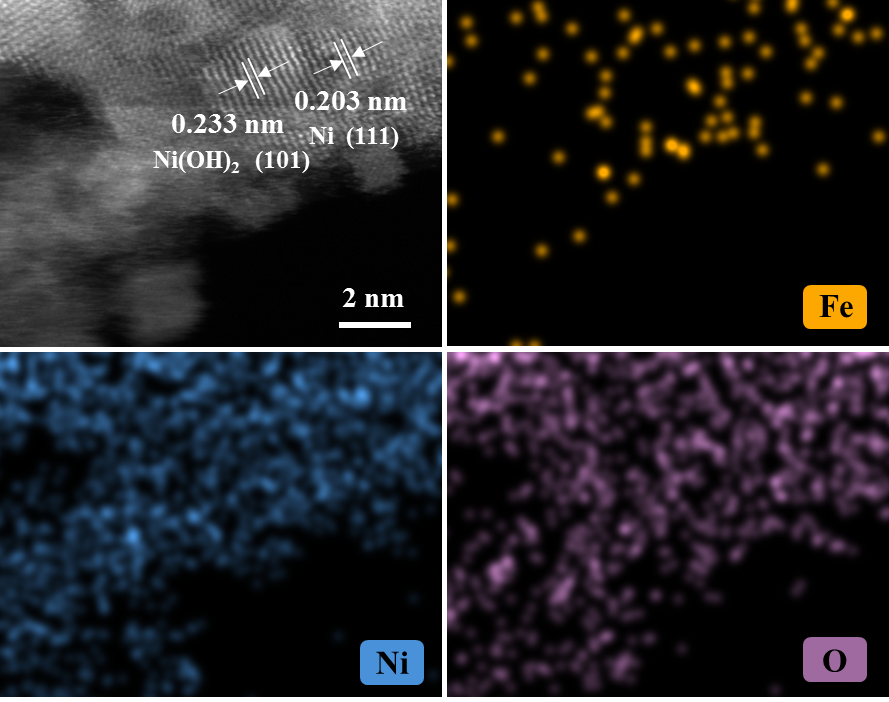 0.203 nm
Ni (111)
0.233 nm
Ni(OH)₂ (101)
2 nm
Fe
Ni
O